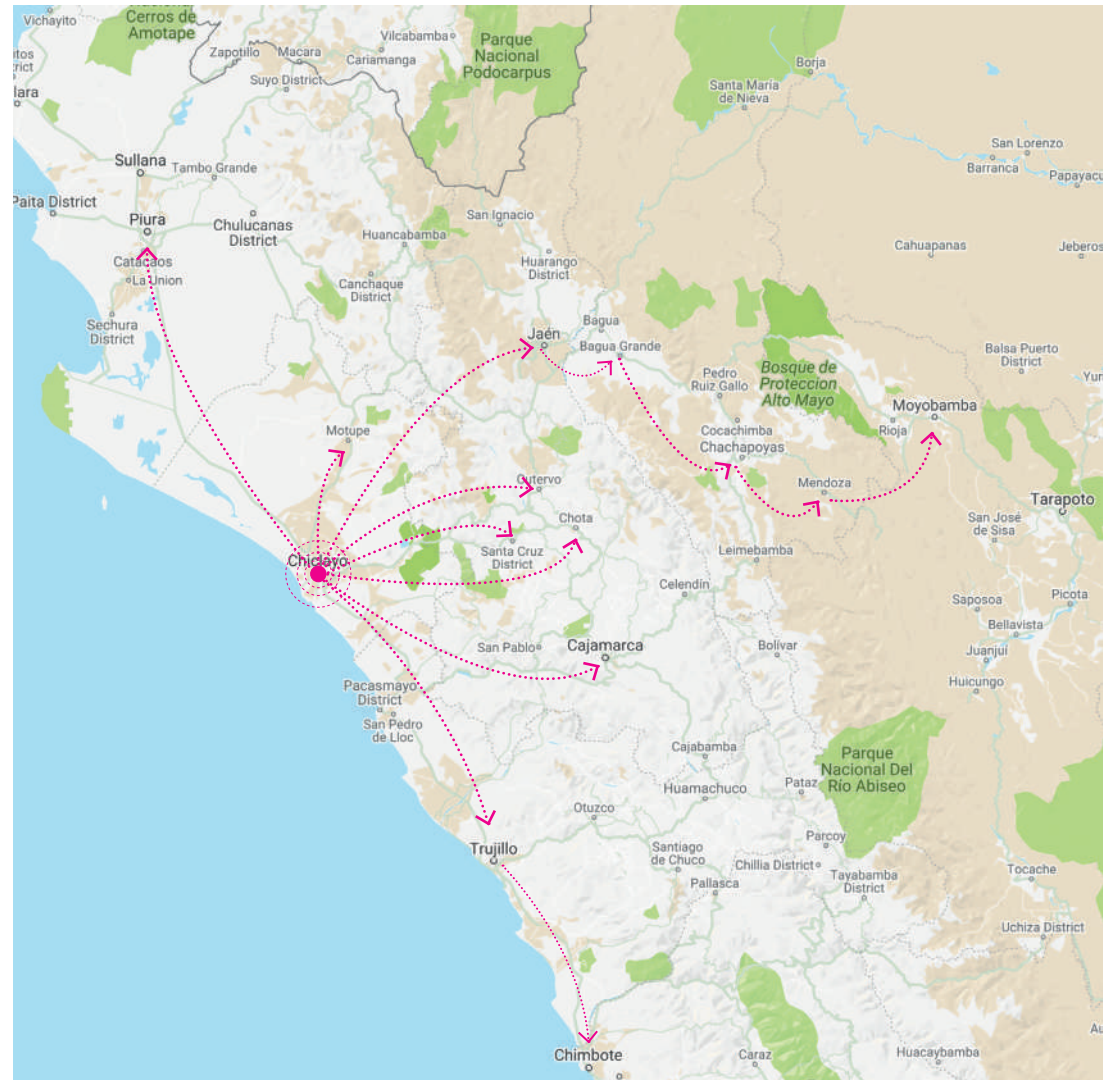 Vichayito
Cerros de
Amotape
Zapotillo
Macara
Vilcabamba
Cariamanga
Suyo District
Parque
Nacional
Podocarpus
Borja
Santa Maria
de Nieva
lara
Sullana
Tambo Grande
San Lorenzo
Barranca
Papayacu
Paita District
Piura
Chulucanas
District
Huancabamba
San Ignacio
Cahuapanas
Jeberos
Catacaos
La Union
Canchaque
District
Huarango
District
Sechura
District
Jaén
Bagua
Bagua Grande
Pedro
Ruiz Gallo
Bosque de
Proteccion
Alto Mayo
Balsa Puerto
District
Yuri
Moyobamba
Rioja
Motupe
Cocachimba
Chachapoyas
Cutervo
Mendoza
Tarapoto
Chota
San José
de Sisa
Chiclayo
Santa Cruz
District
Leimebamba
Celendín
Saposoa
Picota
Bellavista
San Pablo
Cajamarca
Bolívar
Juanjuí
Huicungo
Pacasmayo
District
San Pedro
de Lloc
Cajabamba
Parque
Nacional Del
Río Abiseo
Huamachuco
Pataz
Otuzco
Trujillo
Santiago
de Chuco
Parcoy
Chillia District
Pallasca
Tayabamba
District
Tocache
Uchiza District
Chimbote
Caraz
Huacaybamba